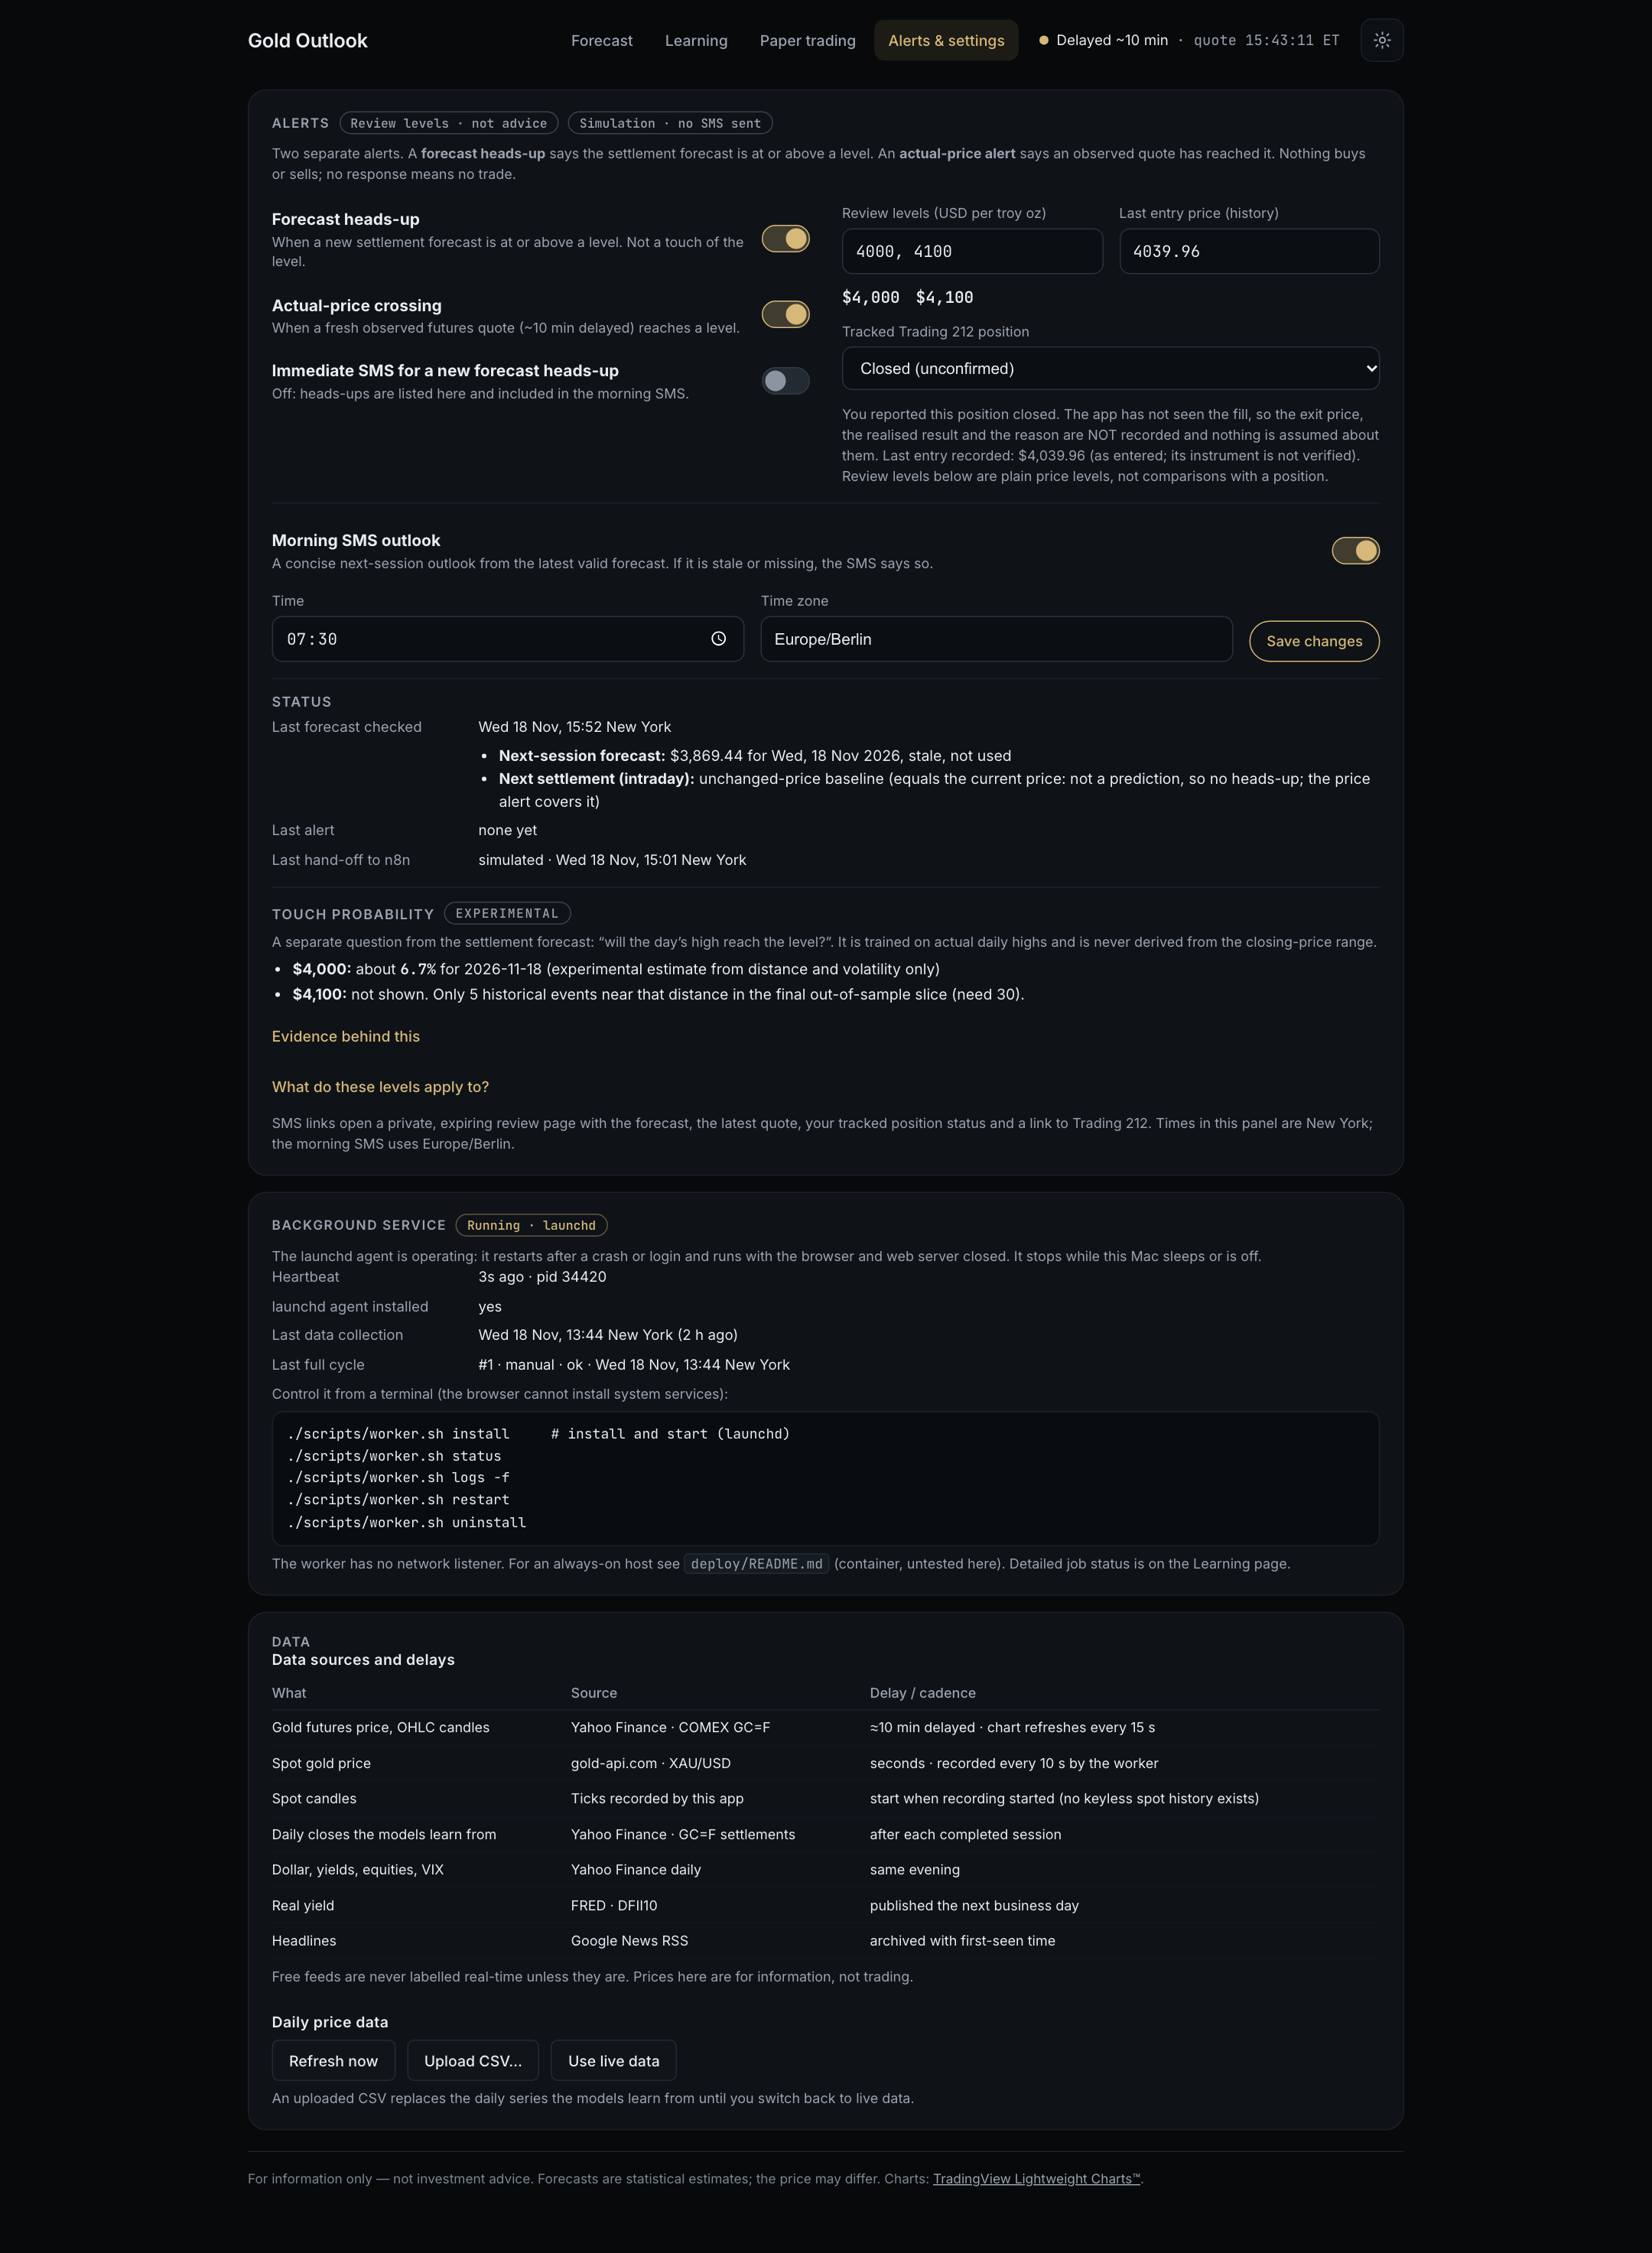 Gold Outlook
Forecast
Learning
Paper trading
Alerts & settings
Delayed ~10 min · quote 15:43:11 ET
ALERTS
Review levels · not advice
Simulation · no SMS sent
Two separate alerts. A forecast heads-up says the settlement forecast is at or above a level. An actual-price alert says an observed quote has reached it. Nothing buys
or sells; no response means no trade.
Forecast heads-up
When a new settlement forecast is at or above a level. Not a touch of the
level.
Actual-price crossing
When a fresh observed futures quote (~10 min delayed) reaches a level.
Immediate SMS for a new forecast heads-up
Off: heads-ups are listed here and included in the morning SMS.
Review levels (USD per troy oz)
4000, 4100
Last entry price (history)
4039.96
$4,000 $4,100
Tracked Trading 212 position
Closed (unconfirmed)
You reported this position closed. The app has not seen the fill, so the exit price,
the realised result and the reason are NOT recorded and nothing is assumed about
them. Last entry recorded: $4,039.96 (as entered; its instrument is not verified).
Review levels below are plain price levels, not comparisons with a position.
Morning SMS outlook
A concise next-session outlook from the latest valid forecast. If it is stale or missing, the SMS says so.
Time
07:30
Time zone
Europe/Berlin
Save changes
STATUS
Last forecast checked
Wed 18 Nov, 15:52 New York
• Next-session forecast: $3,869.44 for Wed, 18 Nov 2026, stale, not used
• Next settlement (intraday): unchanged-price baseline (equals the current price: not a prediction, so no heads-up; the price
alert covers it)
Last alert
none yet
Last hand-off to n8n
simulated · Wed 18 Nov, 15:01 New York
TOUCH PROBABILITY
EXPERIMENTAL
A separate question from the settlement forecast: “will the day’s high reach the level?”. It is trained on actual daily highs and is never derived from the closing-price range.
• $4,000: about 6.7% for 2026-11-18 (experimental estimate from distance and volatility only)
• $4,100: not shown. Only 5 historical events near that distance in the final out-of-sample slice (need 30).
Evidence behind this
What do these levels apply to?
SMS links open a private, expiring review page with the forecast, the latest quote, your tracked position status and a link to Trading 212. Times in this panel are New York;
the morning SMS uses Europe/Berlin.
BACKGROUND SERVICE
Running · launchd
The launchd agent is operating: it restarts after a crash or login and runs with the browser and web server closed. It stops while this Mac sleeps or is off.
Heartbeat
3s ago · pid 34420
launchd agent installed
yes
Last data collection
Wed 18 Nov, 13:44 New York (2 h ago)
Last full cycle
#1 · manual · ok · Wed 18 Nov, 13:44 New York
Control it from a terminal (the browser cannot install system services):
./scripts/worker.sh install # install and start (launchd)
./scripts/worker.sh status
./scripts/worker.sh logs -f
./scripts/worker.sh restart
./scripts/worker.sh uninstall
The worker has no network listener. For an always-on host see deploy/README.md (container, untested here). Detailed job status is on the Learning page.
DATA
Data sources and delays
What Source Delay / cadence
Gold futures price, OHLC candles Yahoo Finance · COMEX GC=F ≈10 min delayed · chart refreshes every 15 s
Spot gold price gold-api.com · XAU/USD seconds · recorded every 10 s by the worker
Spot candles Ticks recorded by this app start when recording started (no keyless spot history exists)
Daily closes the models learn from Yahoo Finance · GC=F settlements after each completed session
Dollar, yields, equities, VIX Yahoo Finance daily same evening
Real yield FRED · DFII10 published the next business day
Headlines Google News RSS archived with first-seen time
Free feeds are never labelled real-time unless they are. Prices here are for information, not trading.
Daily price data
Refresh now
Upload CSV…
Use live data
An uploaded CSV replaces the daily series the models learn from until you switch back to live data.
For information only — not investment advice. Forecasts are statistical estimates; the price may differ. Charts: TradingView Lightweight Charts™.